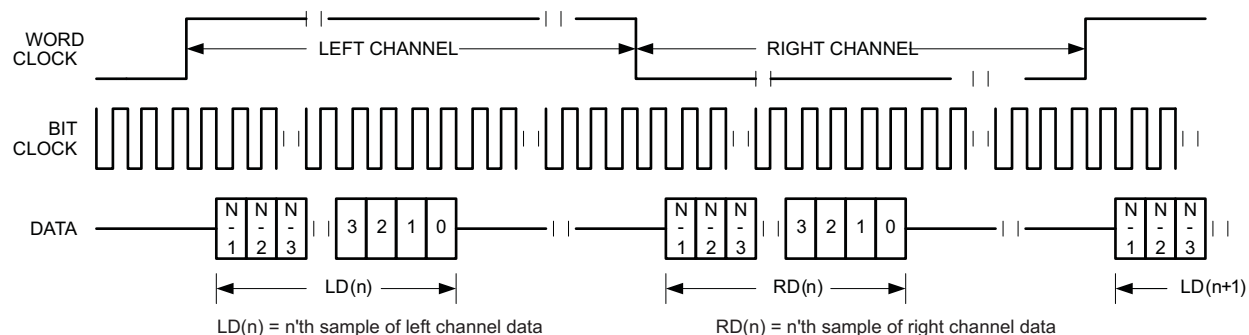 WORD
CLOCK
LEFT CHANNEL
RIGHT CHANNEL
BIT
CLOCK
DATA
N
-
1
N
-
2
N
-
3
3
2
1
0
N
-
1
N
-
2
N
-
3
3
2
1
0
N
-
1
N
-
2
N
-
3
LD(n)
RD(n)
LD(n+1)
LD(n) = n'th sample of left channel data
RD(n) = n'th sample of right channel data